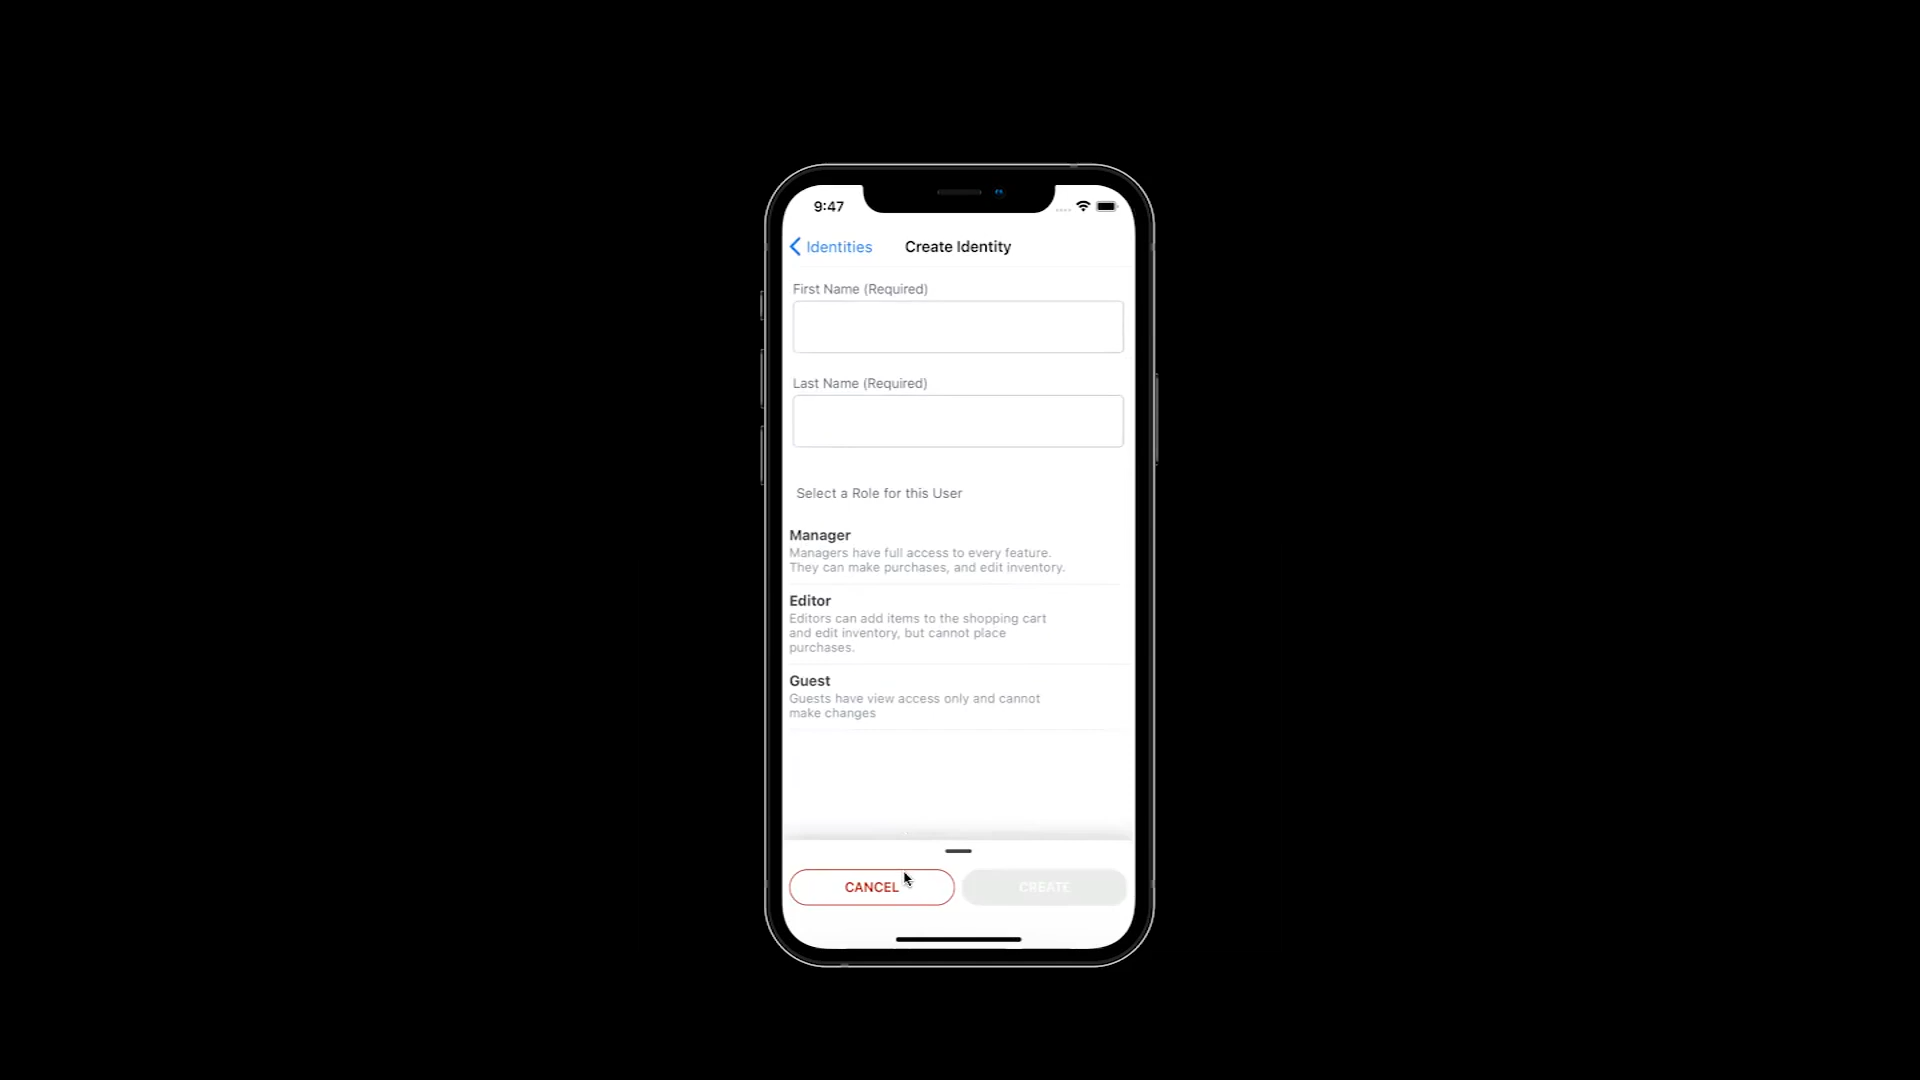 9:47
Identities
Create Identity
First Name (Required)
Last Name (Required)
Select a Role for this User
Manager
Managers have full access to every feature.
They can make purchases, and edit inventory.
Editor
Editors can add items to the shopping cart
and edit inventory, but cannot place
purchases.
Guest
Guests have view access only and cannot
make changes
CANCEL
CREATE